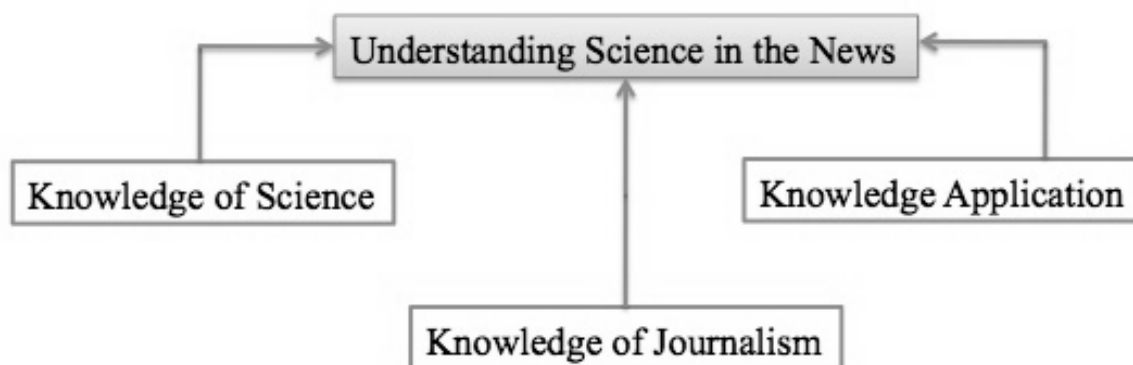 Understanding Science in the News
Knowledge of Science
Knowledge Application
Knowledge of Journalism